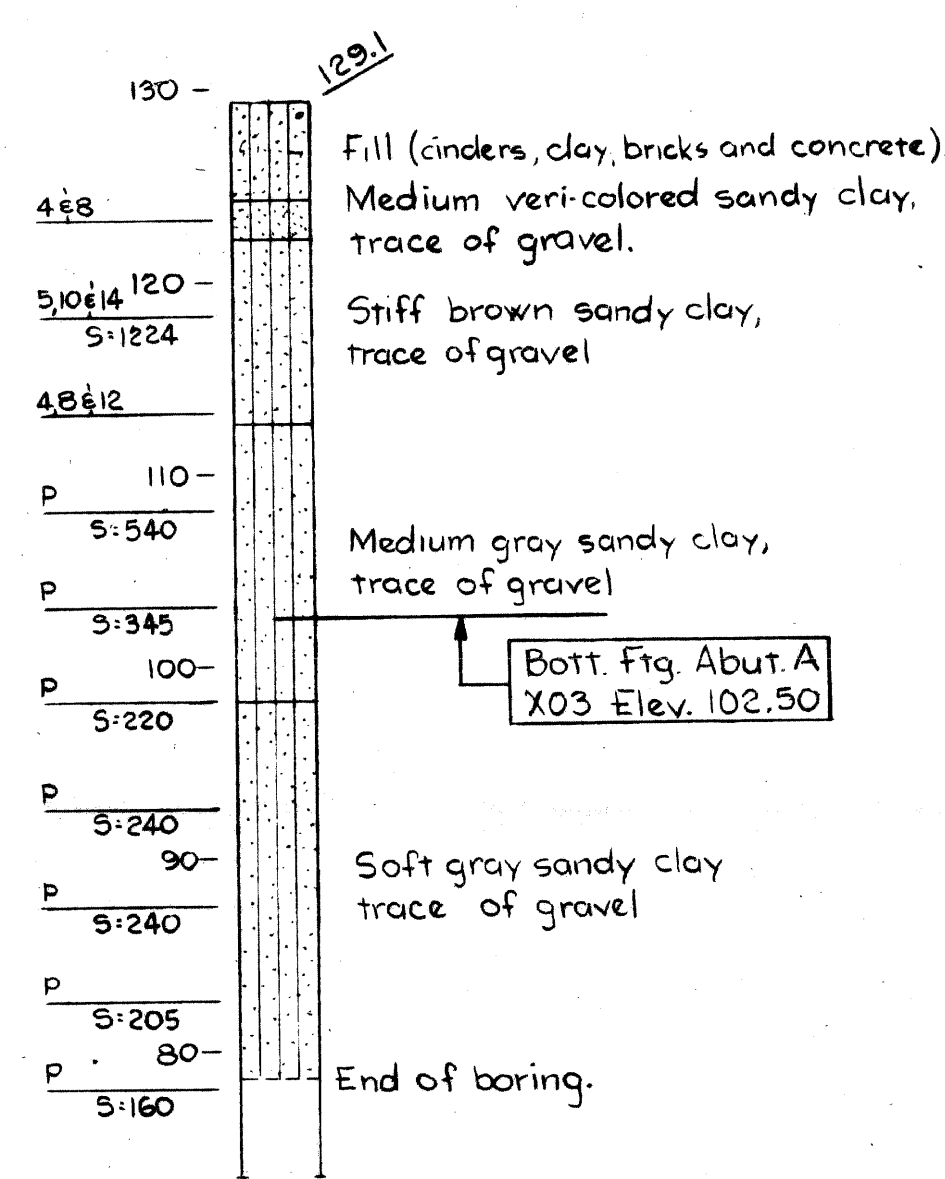 129.1
130 -
Fill (cinders, clay, bricks and concrete)
4 & 8
Medium veri-colored sandy clay,
trace of gravel.
120 -
5, 10 & 14
S=1224
Stiff brown sandy clay,
trace of gravel
4, 8 & 12
110 -
P
S=540
Medium gray sandy clay,
trace of gravel
P
S=345
100 -
Bott. Ftg. Abut. A
X03 Elev. 102.50
P
S=220
P
S=240
90 -
Soft gray sandy clay
trace of gravel
P
S=240
P
S=205
80 -
P
End of boring.
S=160